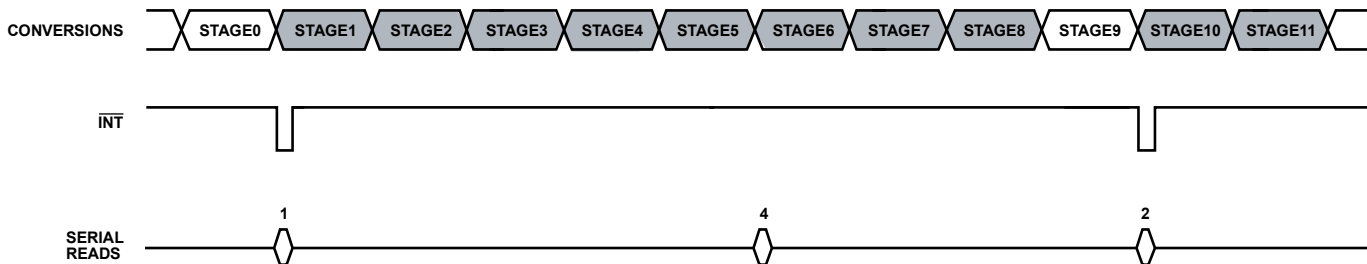 CONVERSIONS STAGE0 STAGE1 STAGE2 STAGE3 STAGE4 STAGE5 STAGE6 STAGE7 STAGE8 STAGE9 STAGE10 STAGE11
INT
1 4 2
SERIAL
READS